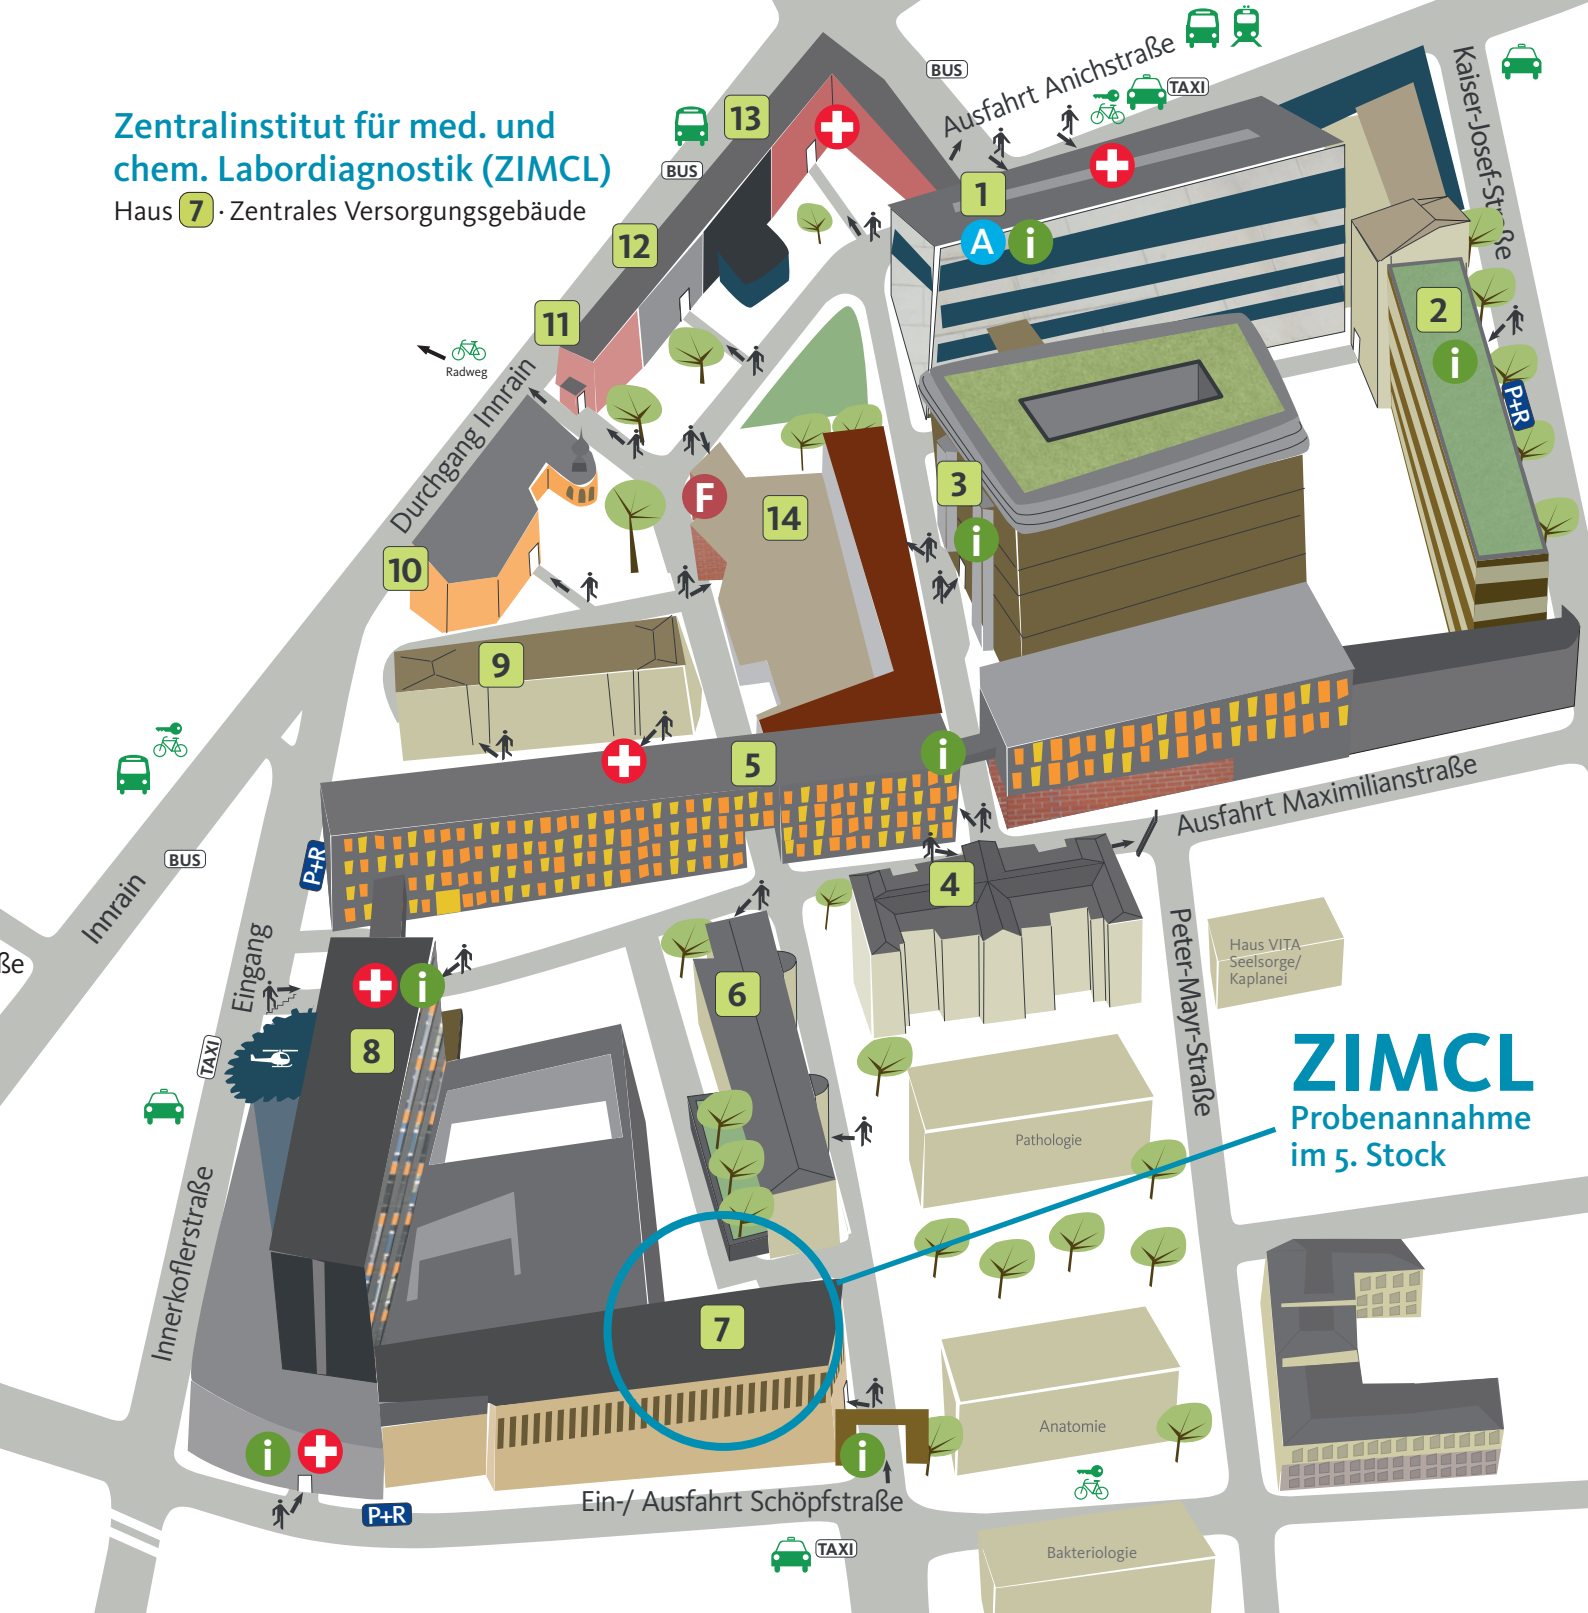 Zentralinstitut für med. und
chem. Labordiagnostik (ZIMCL)
Haus 7 · Zentrales Versorgungsgebäude
BUS
Ausfahrt Anichstraße
TAXI
Kaiser-Josef-Straße
13
BUS
1
A
i
12
11
Radweg
Durchgang Innrain
2
i
P+R
3
i
F
14
10
9
5
i
Ausfahrt Maximilianstraße
BUS
P+R
Innrain
ße
Eingang
4
Peter-Mayr-Straße
Haus VITA
Seelsorge/
Kaplanei
i
8
6
TAXI
Pathologie
ZIMCL
Probenannahme
im 5. Stock
Innerkoflerstraße
7
Anatomie
i
i
Ein-/ Ausfahrt Schöpfstraße
P+R
TAXI
Bakteriologie